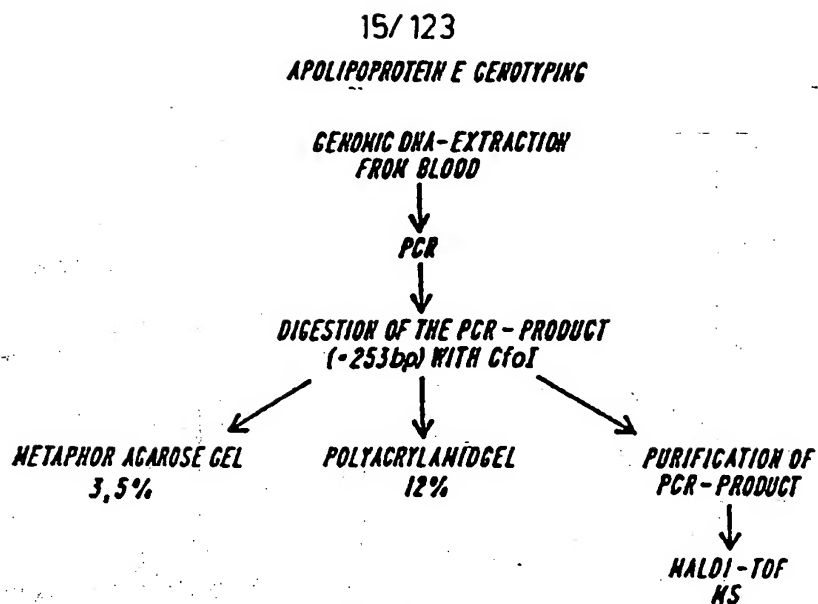 15/123
APOLIPOPROTEIN E GENOTYPING
GENOMIC DNA-EXTRACTION
FROM BLOOD
PCR
DIGESTION OF THE PCR-PRODUCT
(=253bp) WITH CfoI
METAPHOR AGAROSE GEL
3,5%
POLYACRYLAMIDGEL
12%
PURIFICATION OF
PCR-PRODUCT
MALDI-TOF
MS